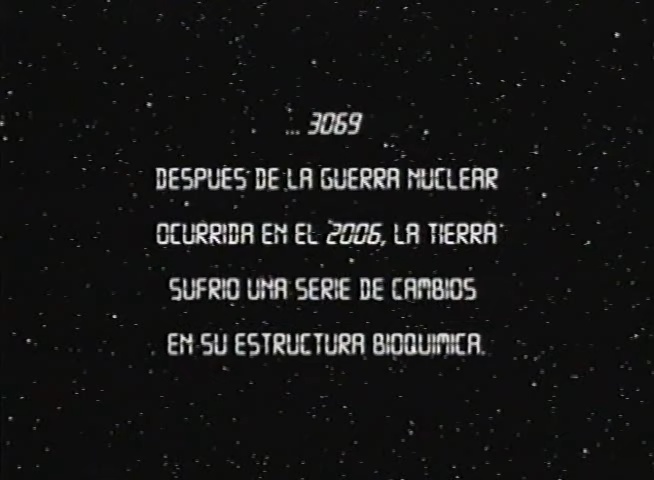 ... 3069
DESPUES DE LA GUERRA NUCLEAR
OCURRIDA EN EL 2006, LA TIERRA
SUFRIO UNA SERIE DE CAMBIOS
EN SU ESTRUCTURA BIOQUIMICA.